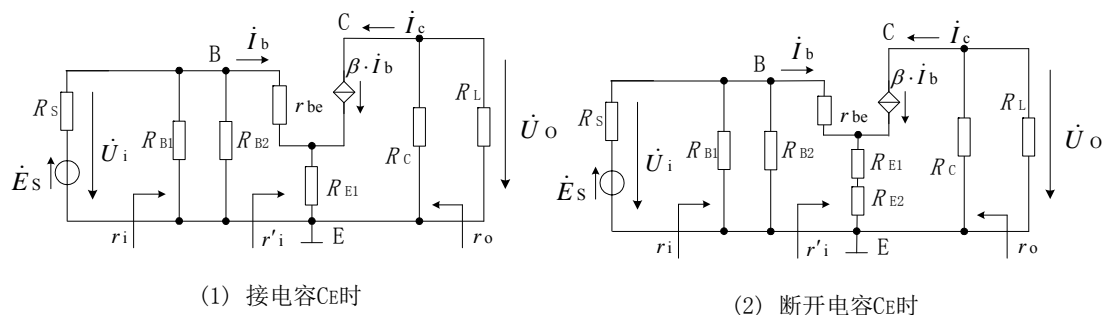 C
İc
B
İb
β·İb
rbe
RS
U̇i
RB1
RB2
RC
RL
U̇O
ĖS
RE1
ri
r'i
E
ro
(1) 接电容CE时
C
İc
B
İb
β·İb
rbe
RS
U̇i
RB1
RB2
RE1
RC
RL
U̇O
ĖS
RE2
ri
r'i
E
ro
(2) 断开电容CE时